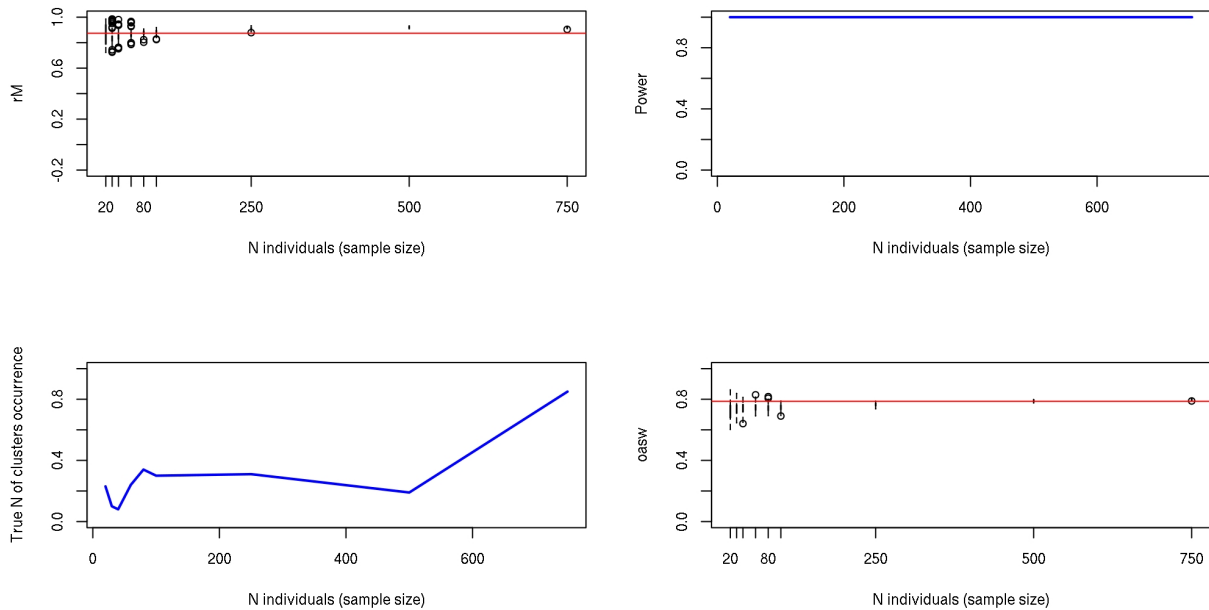 rM
1.0
0.6
0.2
-0.2
20 80 250 500 750
N individuals (sample size)
Power
0.8
0.4
0.0
0 200 400 600
N individuals (sample size)
True N of clusters occurrence
0.8
0.4
0.0
0 200 400 600
N individuals (sample size)
oasw
0.8
0.4
0.0
20 80 250 500 750
N individuals (sample size)